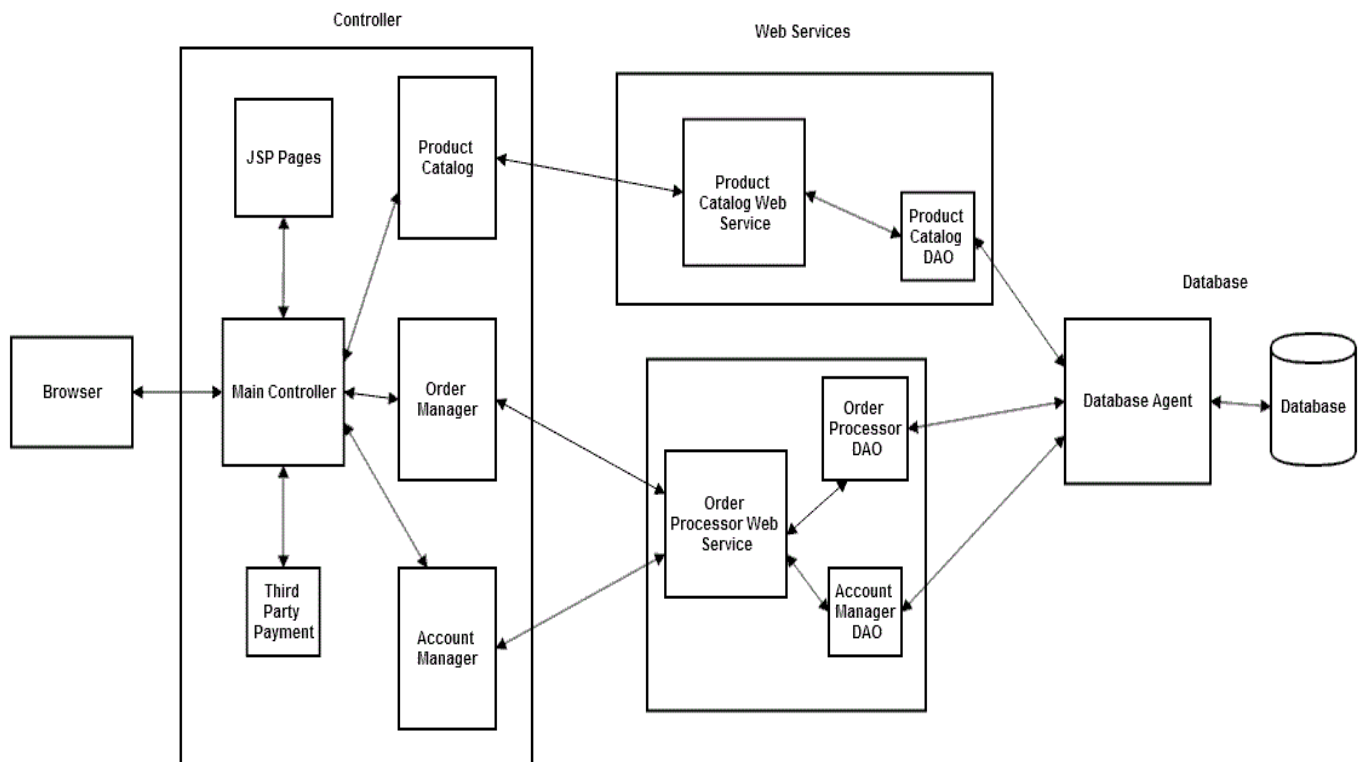 Controller
Web Services
JSP Pages
Product
Catalog
Product
Catalog Web
Service
Product
Catalog
DAO
Database
Browser
Main Controller
Order
Manager
Order
Processor
DAO
Database Agent
Database
Order
Processor Web
Service
Third
Party
Payment
Account
Manager
Account
Manager
DAO